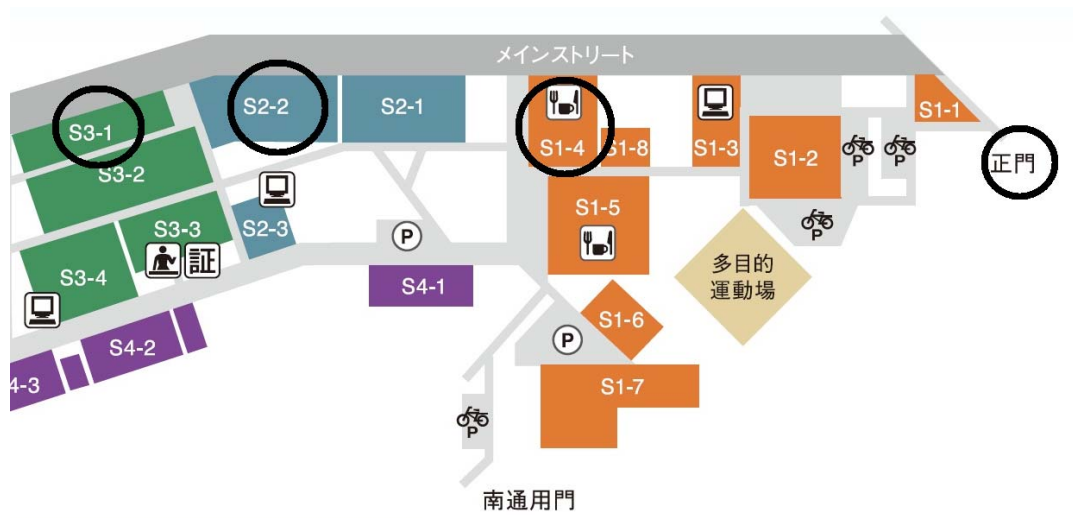 メインストリート
S3-1
S2-2
S2-1
S1-4
S1-8
S1-3
S1-2
S1-1
正門
S3-2
S3-3
証
S3-4
S2-3
P
S4-1
S1-5
S1-6
P
S1-7
多目的
運動場
P
P
P
S4-2
4-3
P
南通用門